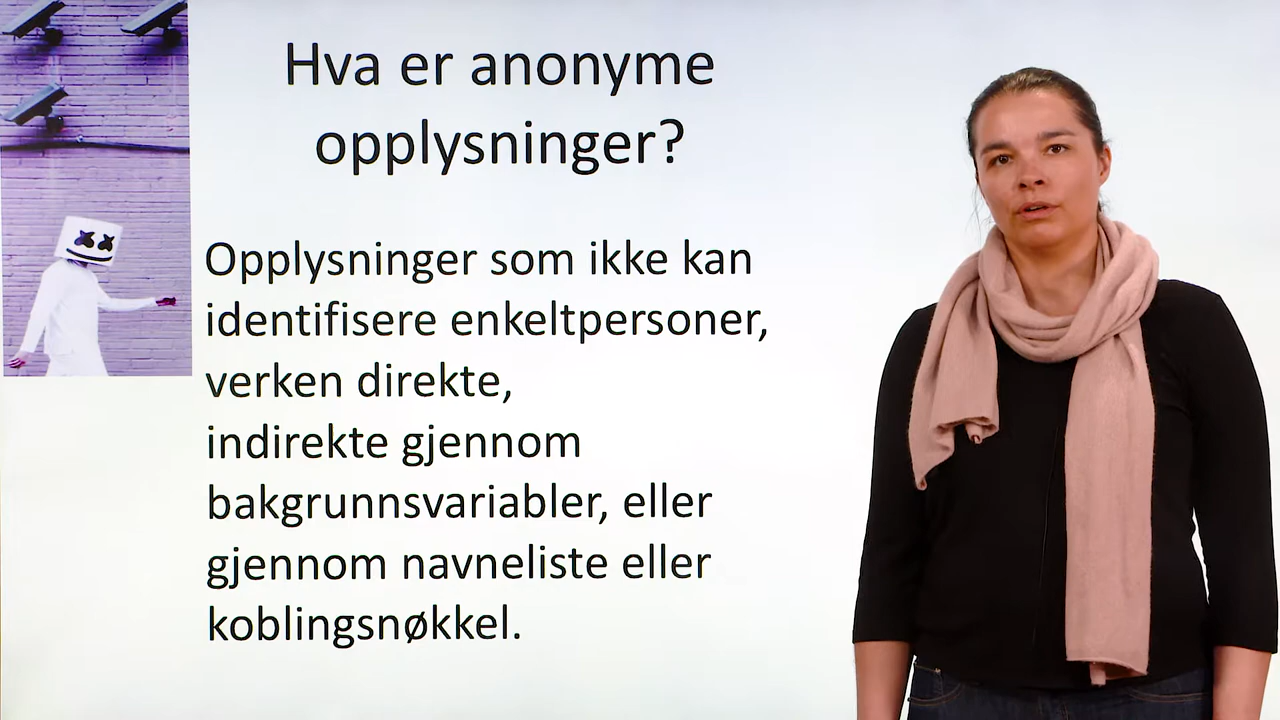 Hva er anonyme
opplysninger?
Opplysninger som ikke kan
identifisere enkeltpersoner,
verken direkte,
indirekte gjennom
bakgrunnsvariabler, eller
gjennom navneliste eller
koblingsnøkkel.